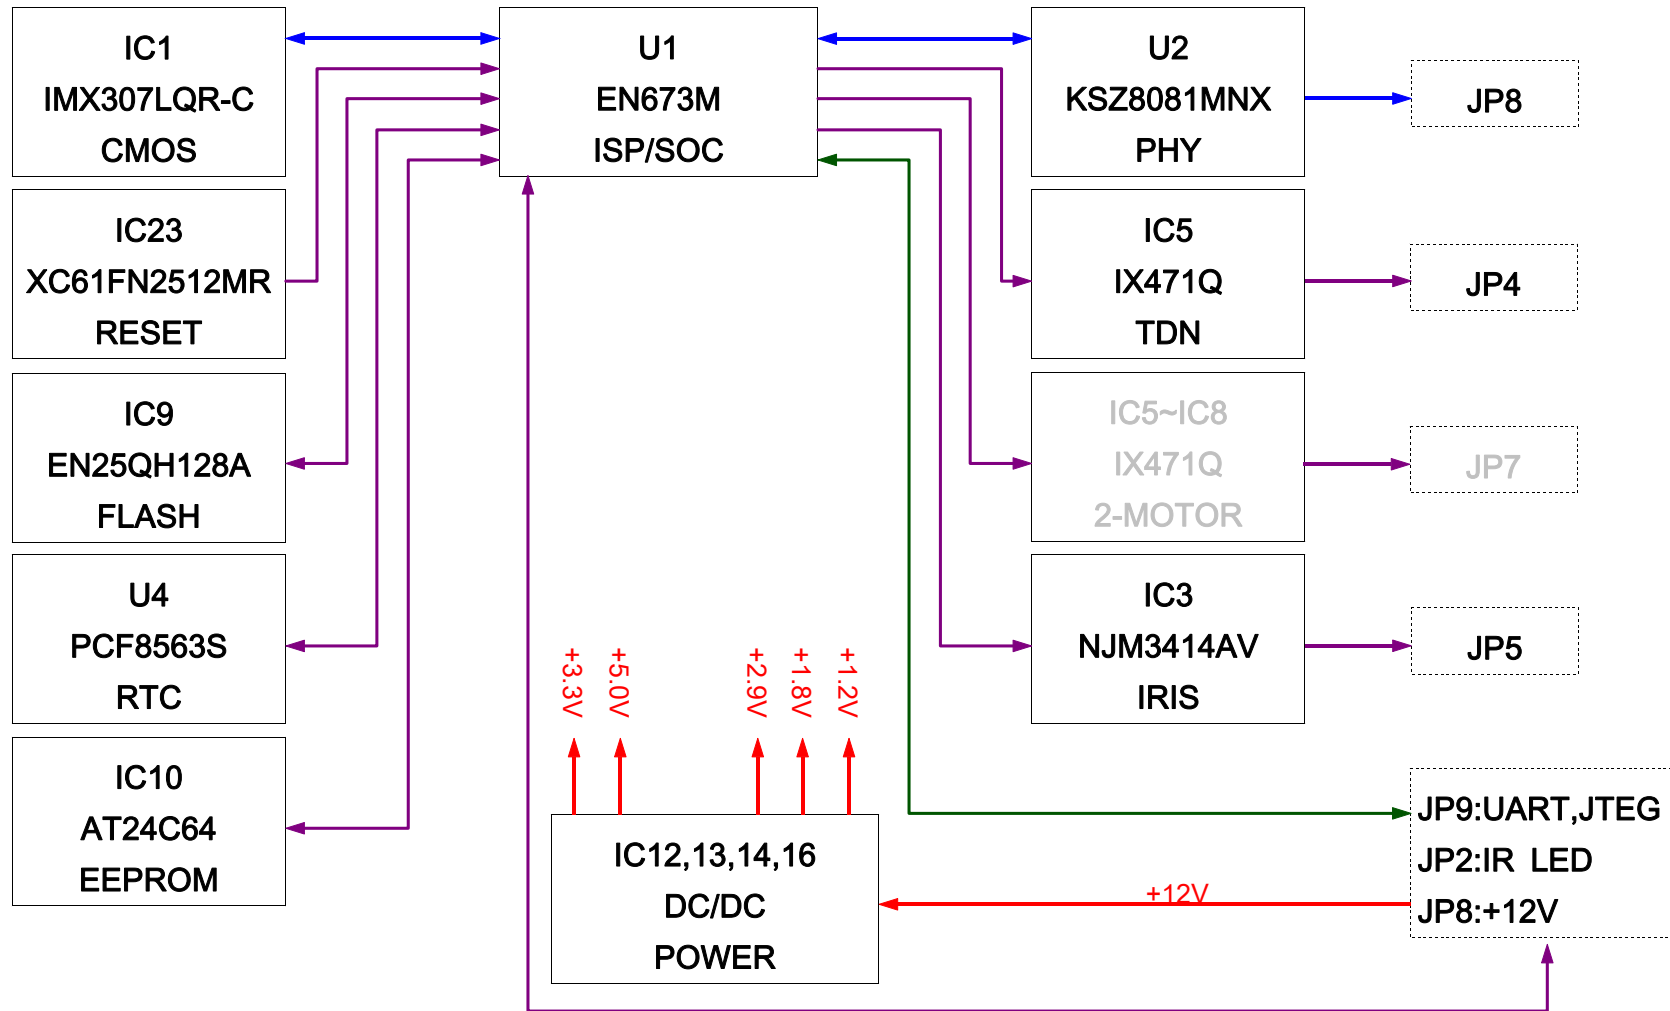 IC1
IMX307LQR-C
CMOS
U1
EN673M
ISP/SOC
U2
KSZ8081MNX
PHY
JP8
IC23
XC61FN2512MR
RESET
IC5
IX471Q
TDN
JP4
IC9
EN25QH128A
FLASH
IC5~IC8
IX471Q
2-MOTOR
JP7
U4
PCF8563S
RTC
IC3
NJM3414AV
IRIS
JP5
+3.3V
+5.0V
+2.9V
+1.8V
+1.2V
IC10
AT24C64
EEPROM
IC12,13,14,16
DC/DC
POWER
+12V
JP9:UART,JTEG
JP2:IR LED
JP8:+12V